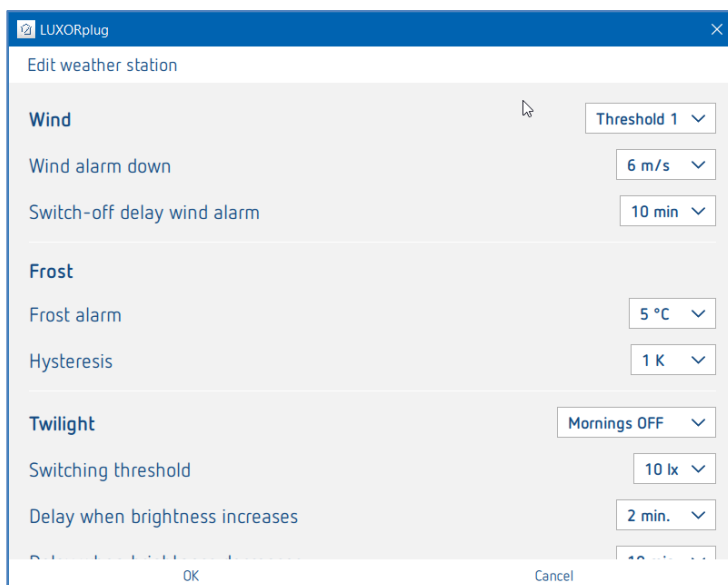 LUXORplug
Edit weather station
Wind Threshold 1
Wind alarm down 6 m/s
Switch-off delay wind alarm 10 min
Frost
Frost alarm 5 °C
Hysteresis 1 K
Twilight Mornings OFF
Switching threshold 10 lx
Delay when brightness increases 2 min.
OK Cancel